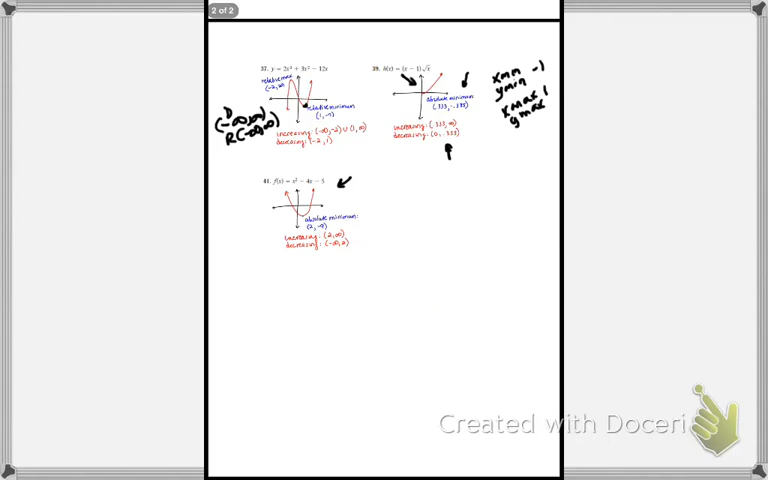 2 of 2
37. y = 2x³ + 3x² − 12x
relative max
(-2, 20)
relative minimum
(1, -7)
increasing: (-∞, -2) ∪ (1, ∞)
decreasing: (-2, 1)
D
(-∞, ∞)
R (-∞, ∞)
39. h(x) = (x − 1)√x
absolute minimum
(.333, -.385)
increasing: (.333, ∞)
decreasing: (0, .333)
xmin -1
ymin
xmax 1
ymax
41. f(x) = x² − 4x − 5
absolute minimum:
(2, -9)
increasing: (2, ∞)
decreasing: (-∞, 2)
Created with Doceri